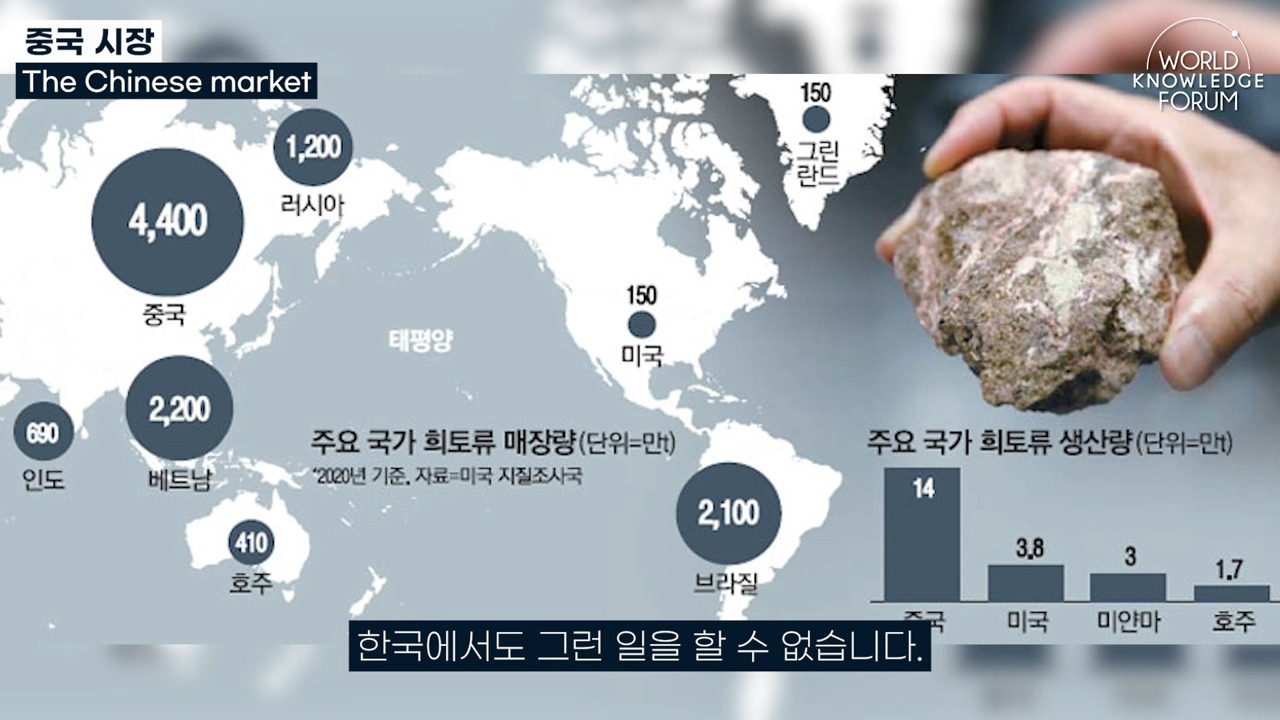 중국 시장
The Chinese market
WORLD
KNOWLEDGE
FORUM
150
그린
란드
1,200
러시아
4,400
중국
150
미국
태평양
2,200
베트남
690
인도
410
호주
2,100
브라질
주요 국가 희토류 매장량(단위=만t)
*2020년 기준, 자료=미국 지질조사국
주요 국가 희토류 생산량(단위=만t)
14
3.8
3
1.7
중국
미국
미얀마
호주
한국에서도 그런 일을 할 수 없습니다.